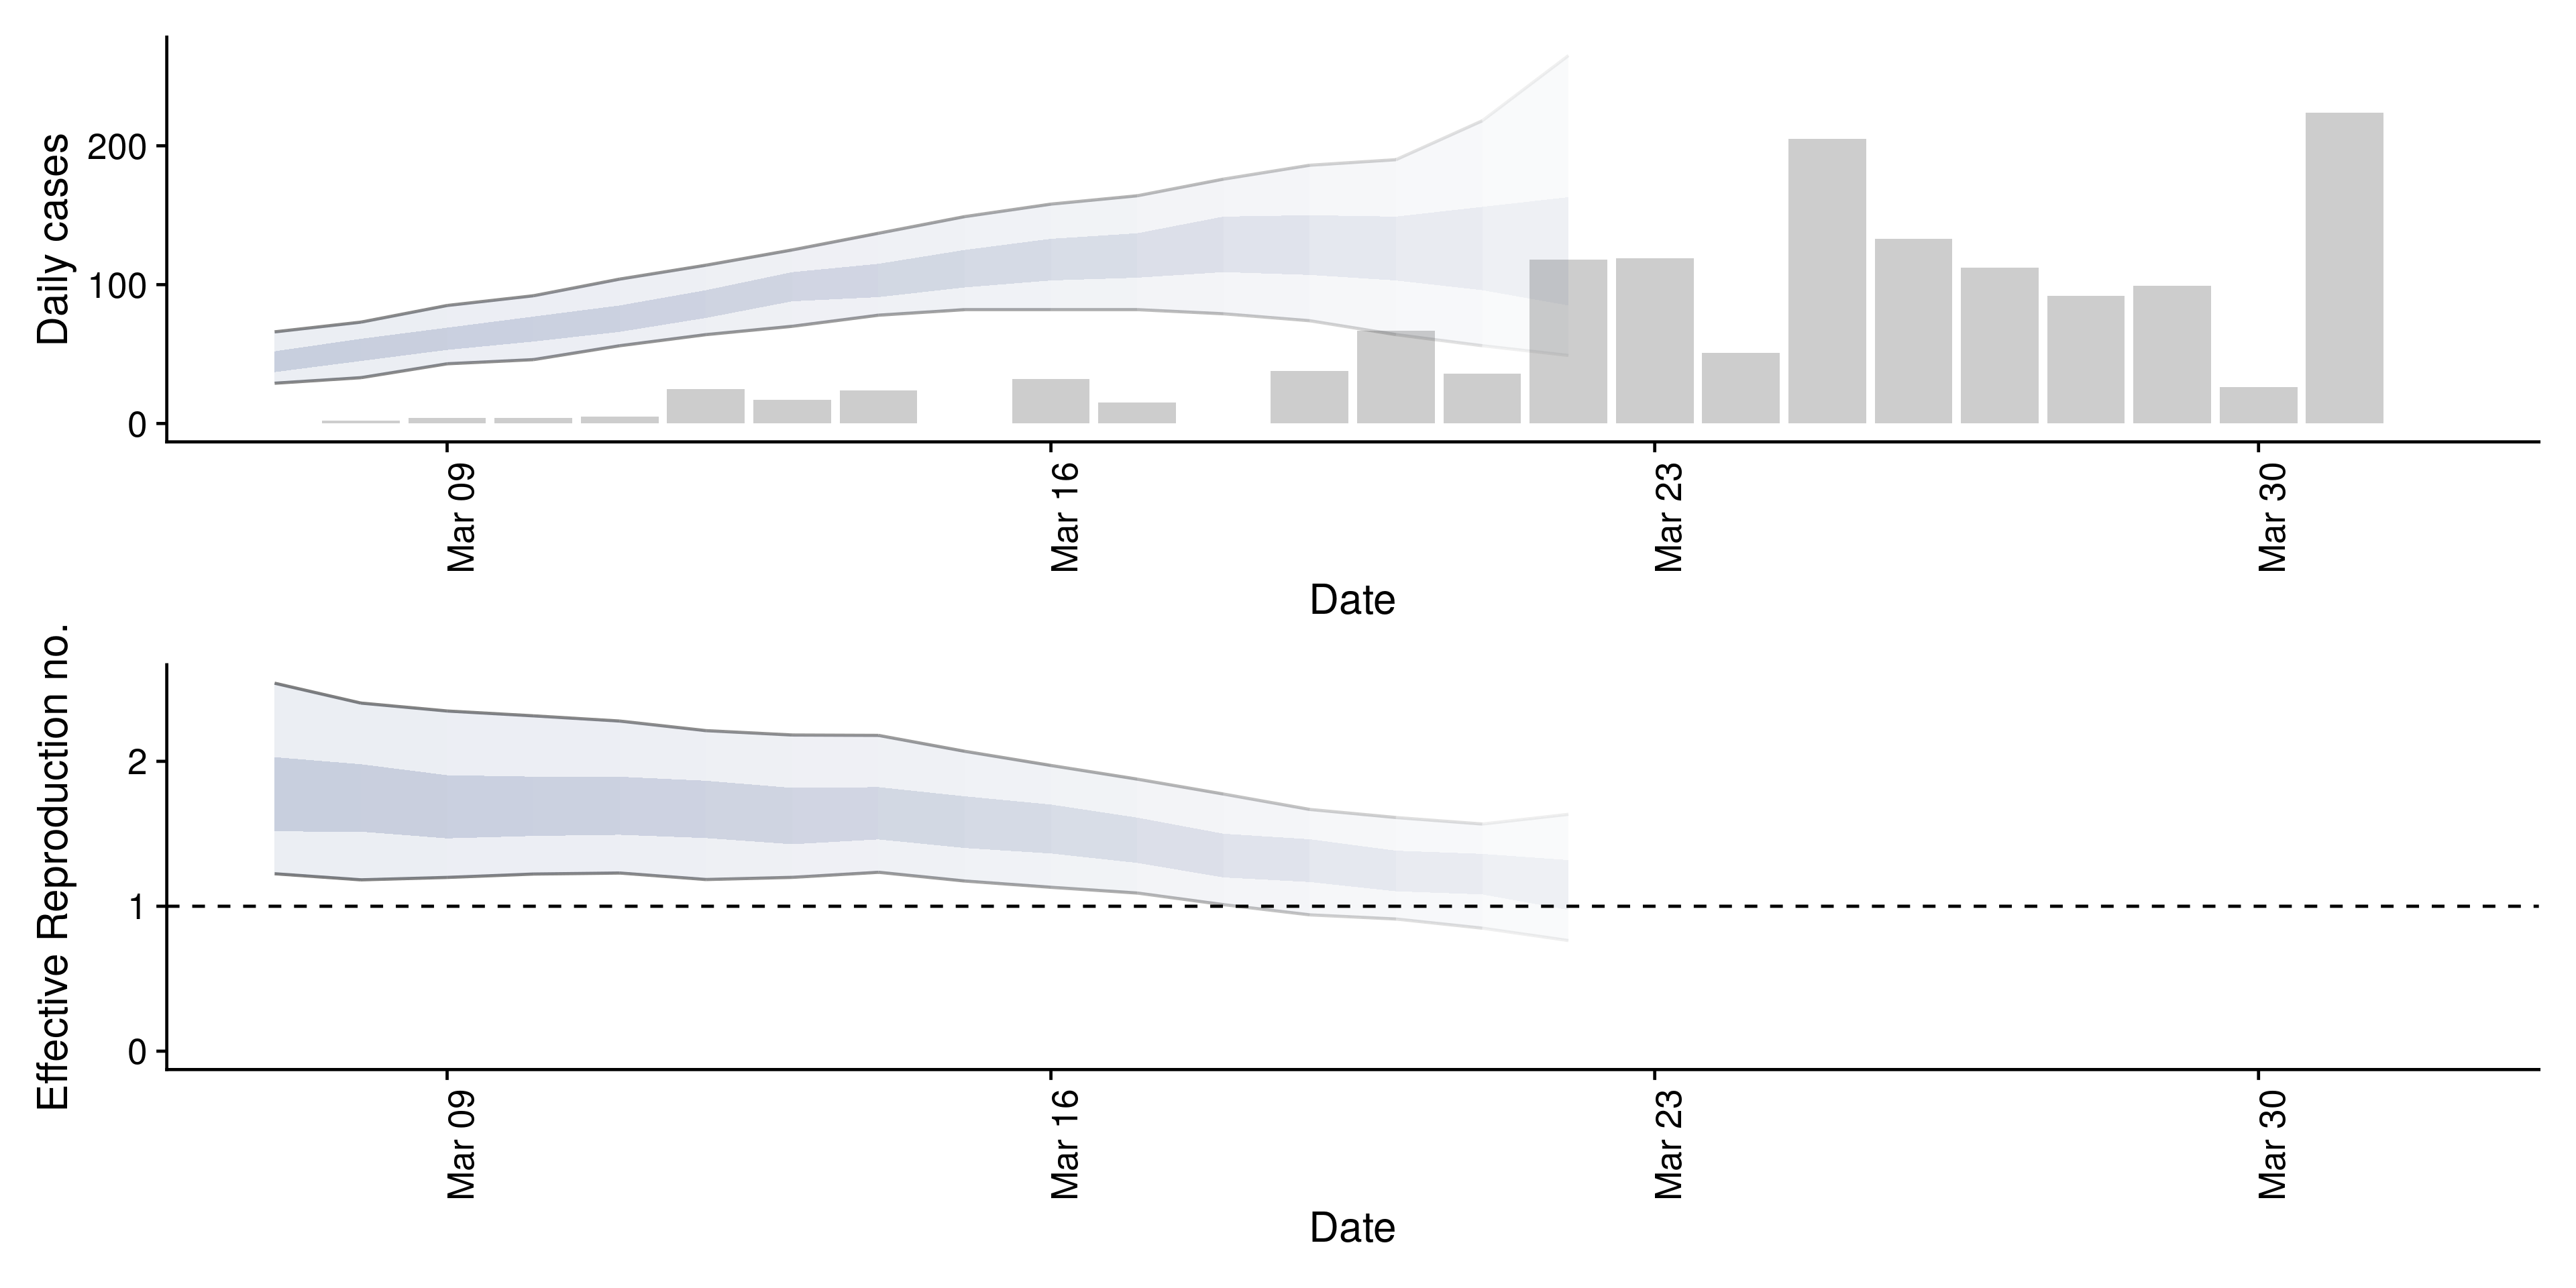 Daily cases
200
100
0
Mar 09
Mar 16
Mar 23
Mar 30
Date
Effective Reproduction no.
2
1
0
Mar 09
Mar 16
Mar 23
Mar 30
Date